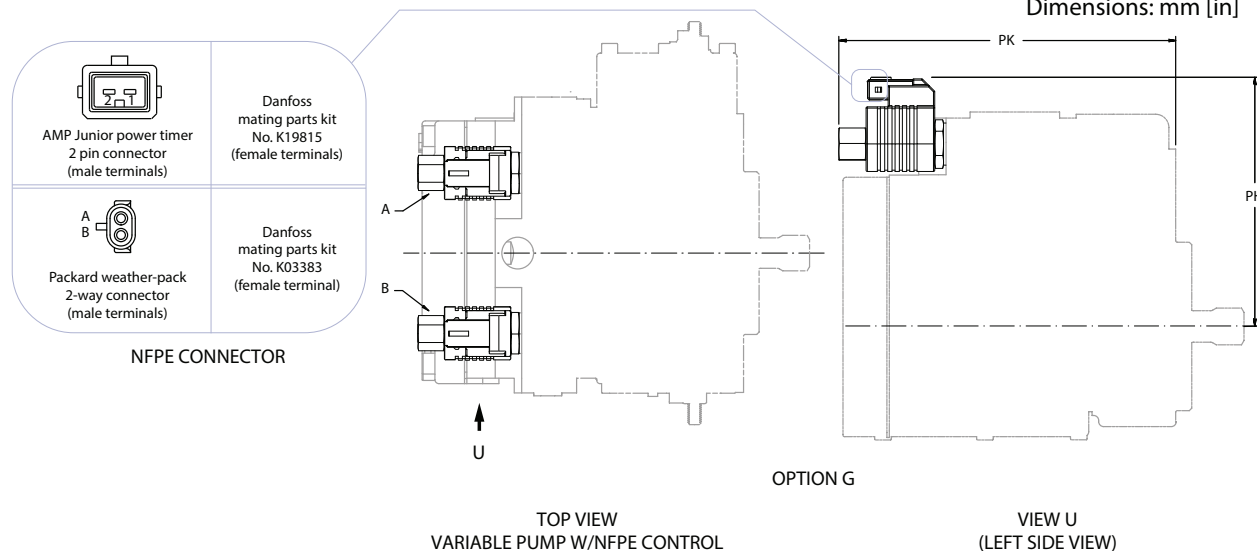 Dimensions: mm [in]
PK
2 1
AMP Junior power timer
2 pin connector
(male terminals)
Danfoss
mating parts kit
No. K19815
(female terminals)
A
B
Packard weather-pack
2-way connector
(male terminals)
Danfoss
mating parts kit
No. K03383
(female terminal)
NFPE CONNECTOR
A
B
U
OPTION G
TOP VIEW
VARIABLE PUMP W/NFPE CONTROL
VIEW U
(LEFT SIDE VIEW)